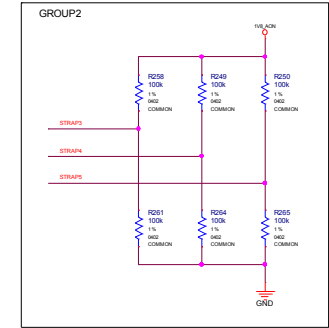 GROUP2
1V8_AON
R258
100k
1%
0402
COMMON
R249
100k
1%
0402
COMMON
R250
100k
1%
0402
COMMON
STRAP3
STRAP4
STRAP5
R261
100k
1%
0402
COMMON
R264
100k
1%
0402
COMMON
R265
100k
1%
0402
COMMON
GND